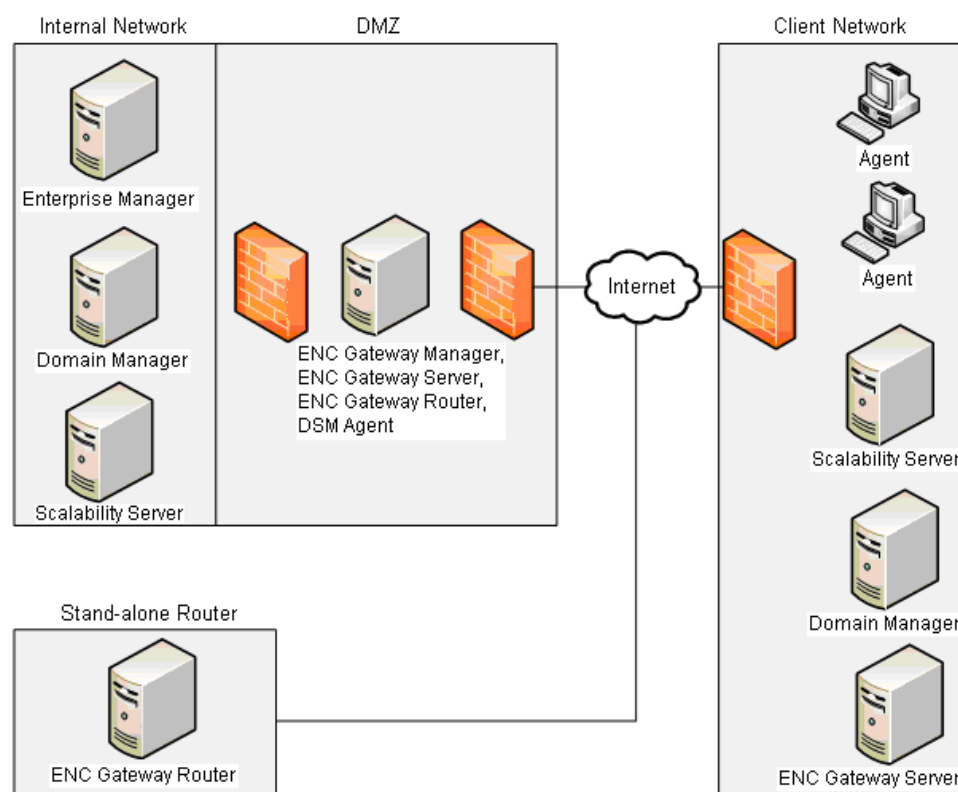 Internal Network
DMZ
Client Network
Enterprise Manager
Domain Manager
Scalability Server
ENC Gateway Manager,
ENC Gateway Server,
ENC Gateway Router,
DSM Agent
Internet
Agent
Agent
Scalability Server
Domain Manager
ENC Gateway Server
Stand-alone Router
ENC Gateway Router